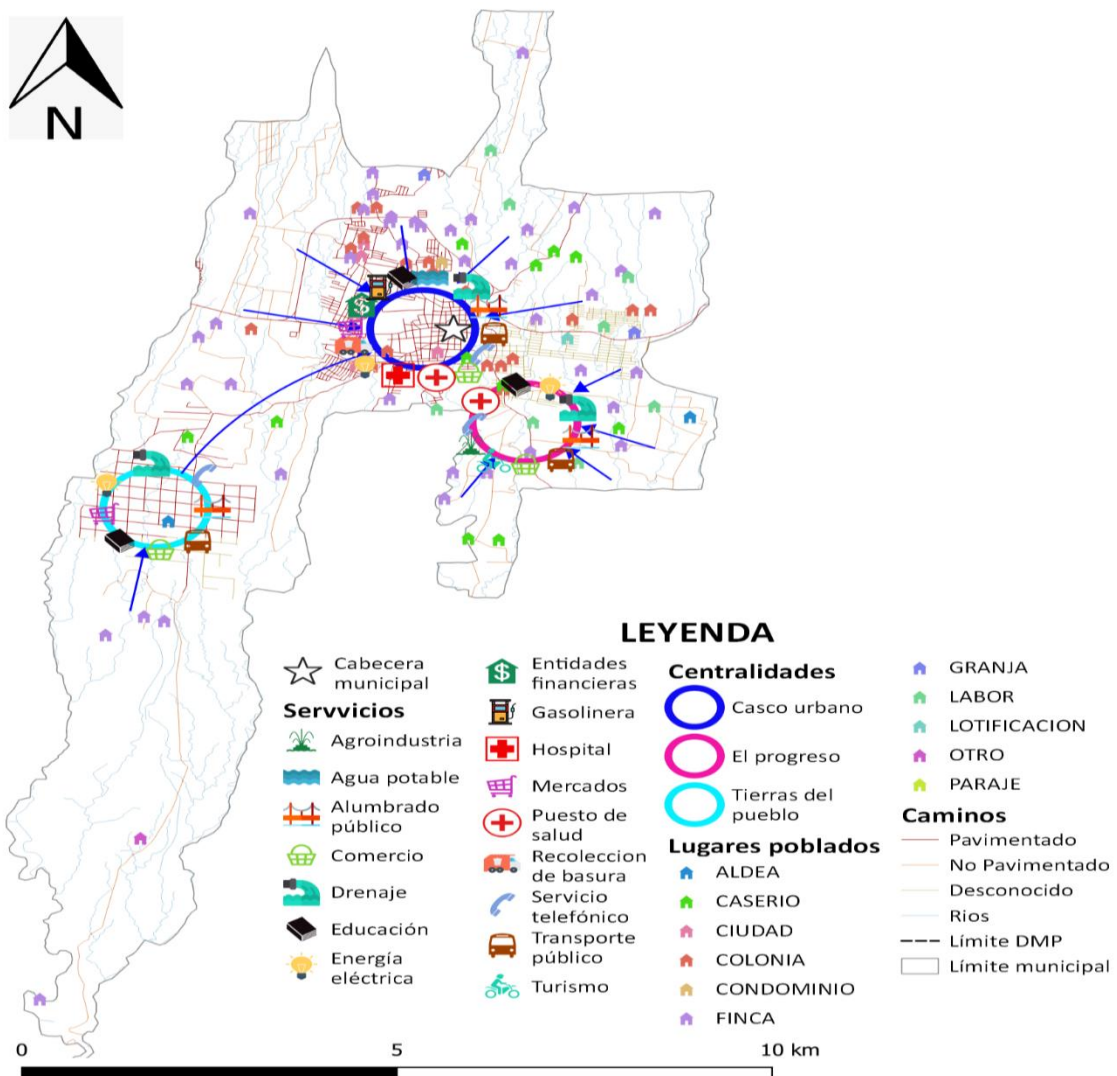 N
LEYENDA
Cabecera
municipal
Servvicios
Agroindustria
Agua potable
Alumbrado
público
Comercio
Drenaje
Educación
Energía
eléctrica
Entidades
financieras
Gasolinera
Hospital
Mercados
Puesto de
salud
Recoleccion
de basura
Servicio
telefónico
Transporte
público
Turismo
Centralidades
Casco urbano
El progreso
Tierras del
pueblo
Lugares poblados
ALDEA
CASERIO
CIUDAD
COLONIA
CONDOMINIO
FINCA
GRANJA
LABOR
LOTIFICACION
OTRO
PARAJE
Caminos
Pavimentado
No Pavimentado
Desconocido
Rios
Límite DMP
Límite municipal
0 5 10 km